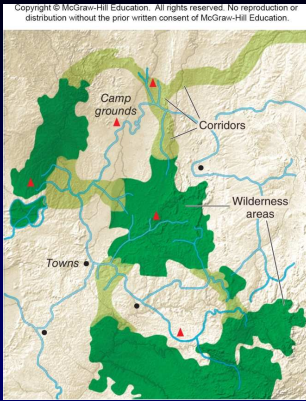 Copyright © McGraw-Hill Education. All rights reserved. No reproduction or
distribution without the prior written consent of McGraw-Hill Education.
Camp
grounds
Corridors
Wilderness
areas
Towns